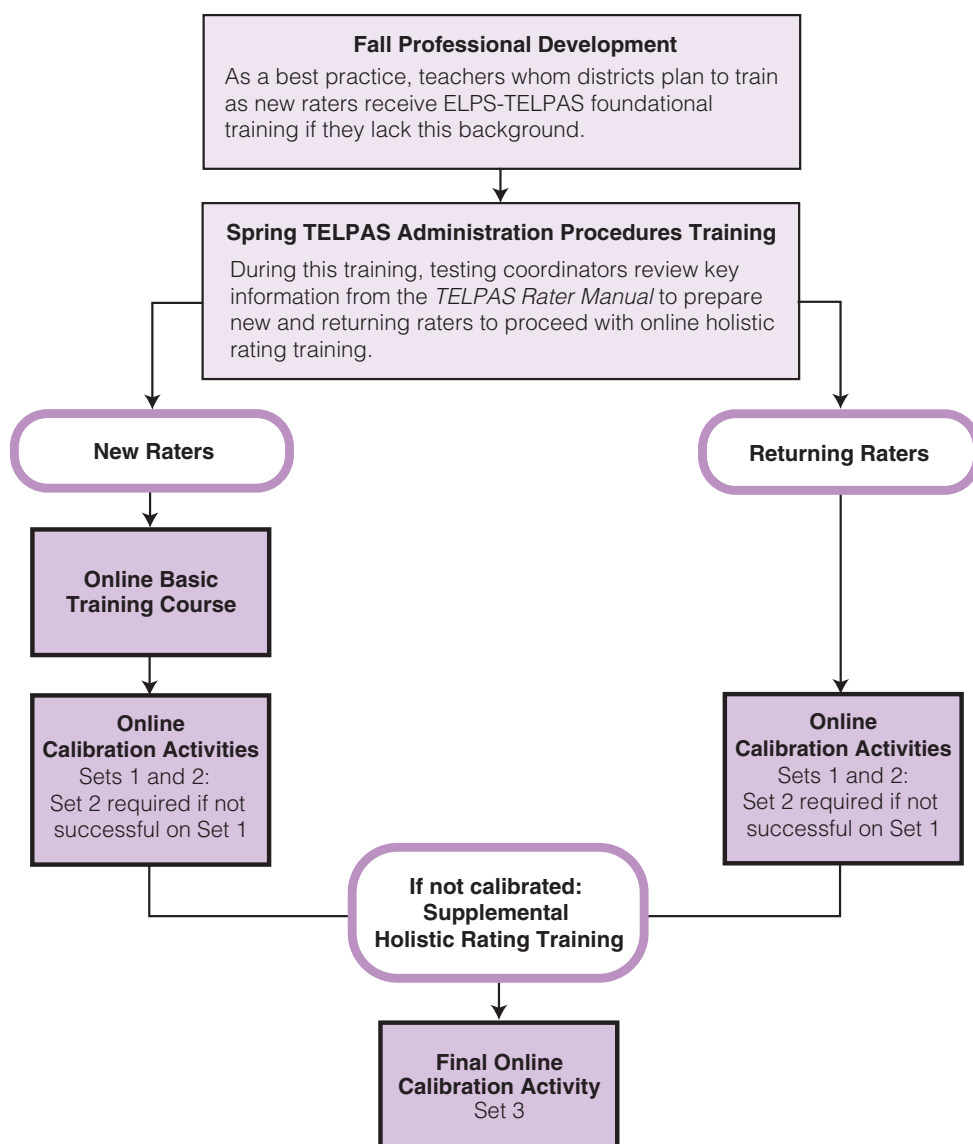 Fall Professional Development
As a best practice, teachers whom districts plan to train
as new raters receive ELPS-TELPAS foundational
training if they lack this background.
Spring TELPAS Administration Procedures Training
During this training, testing coordinators review key
information from the TELPAS Rater Manual to prepare
new and returning raters to proceed with online holistic
rating training.
New Raters
Returning Raters
Online Basic
Training Course
Online
Calibration Activities
Sets 1 and 2:
Set 2 required if not
successful on Set 1
Online
Calibration Activities
Sets 1 and 2:
Set 2 required if not
successful on Set 1
If not calibrated:
Supplemental
Holistic Rating Training
Final Online
Calibration Activity
Set 3